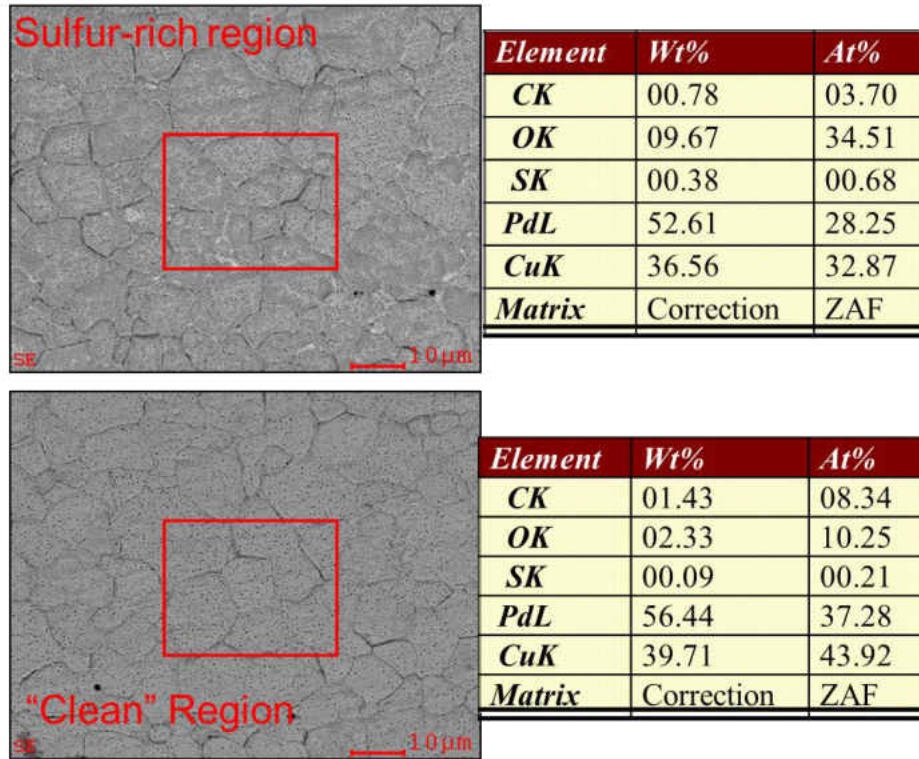 Sulfur-rich region
SE
10µm
Element Wt% At%
CK 00.78 03.70
OK 09.67 34.51
SK 00.38 00.68
PdL 52.61 28.25
CuK 36.56 32.87
Matrix Correction ZAF
"Clean" Region
SE
10µm
Element Wt% At%
CK 01.43 08.34
OK 02.33 10.25
SK 00.09 00.21
PdL 56.44 37.28
CuK 39.71 43.92
Matrix Correction ZAF